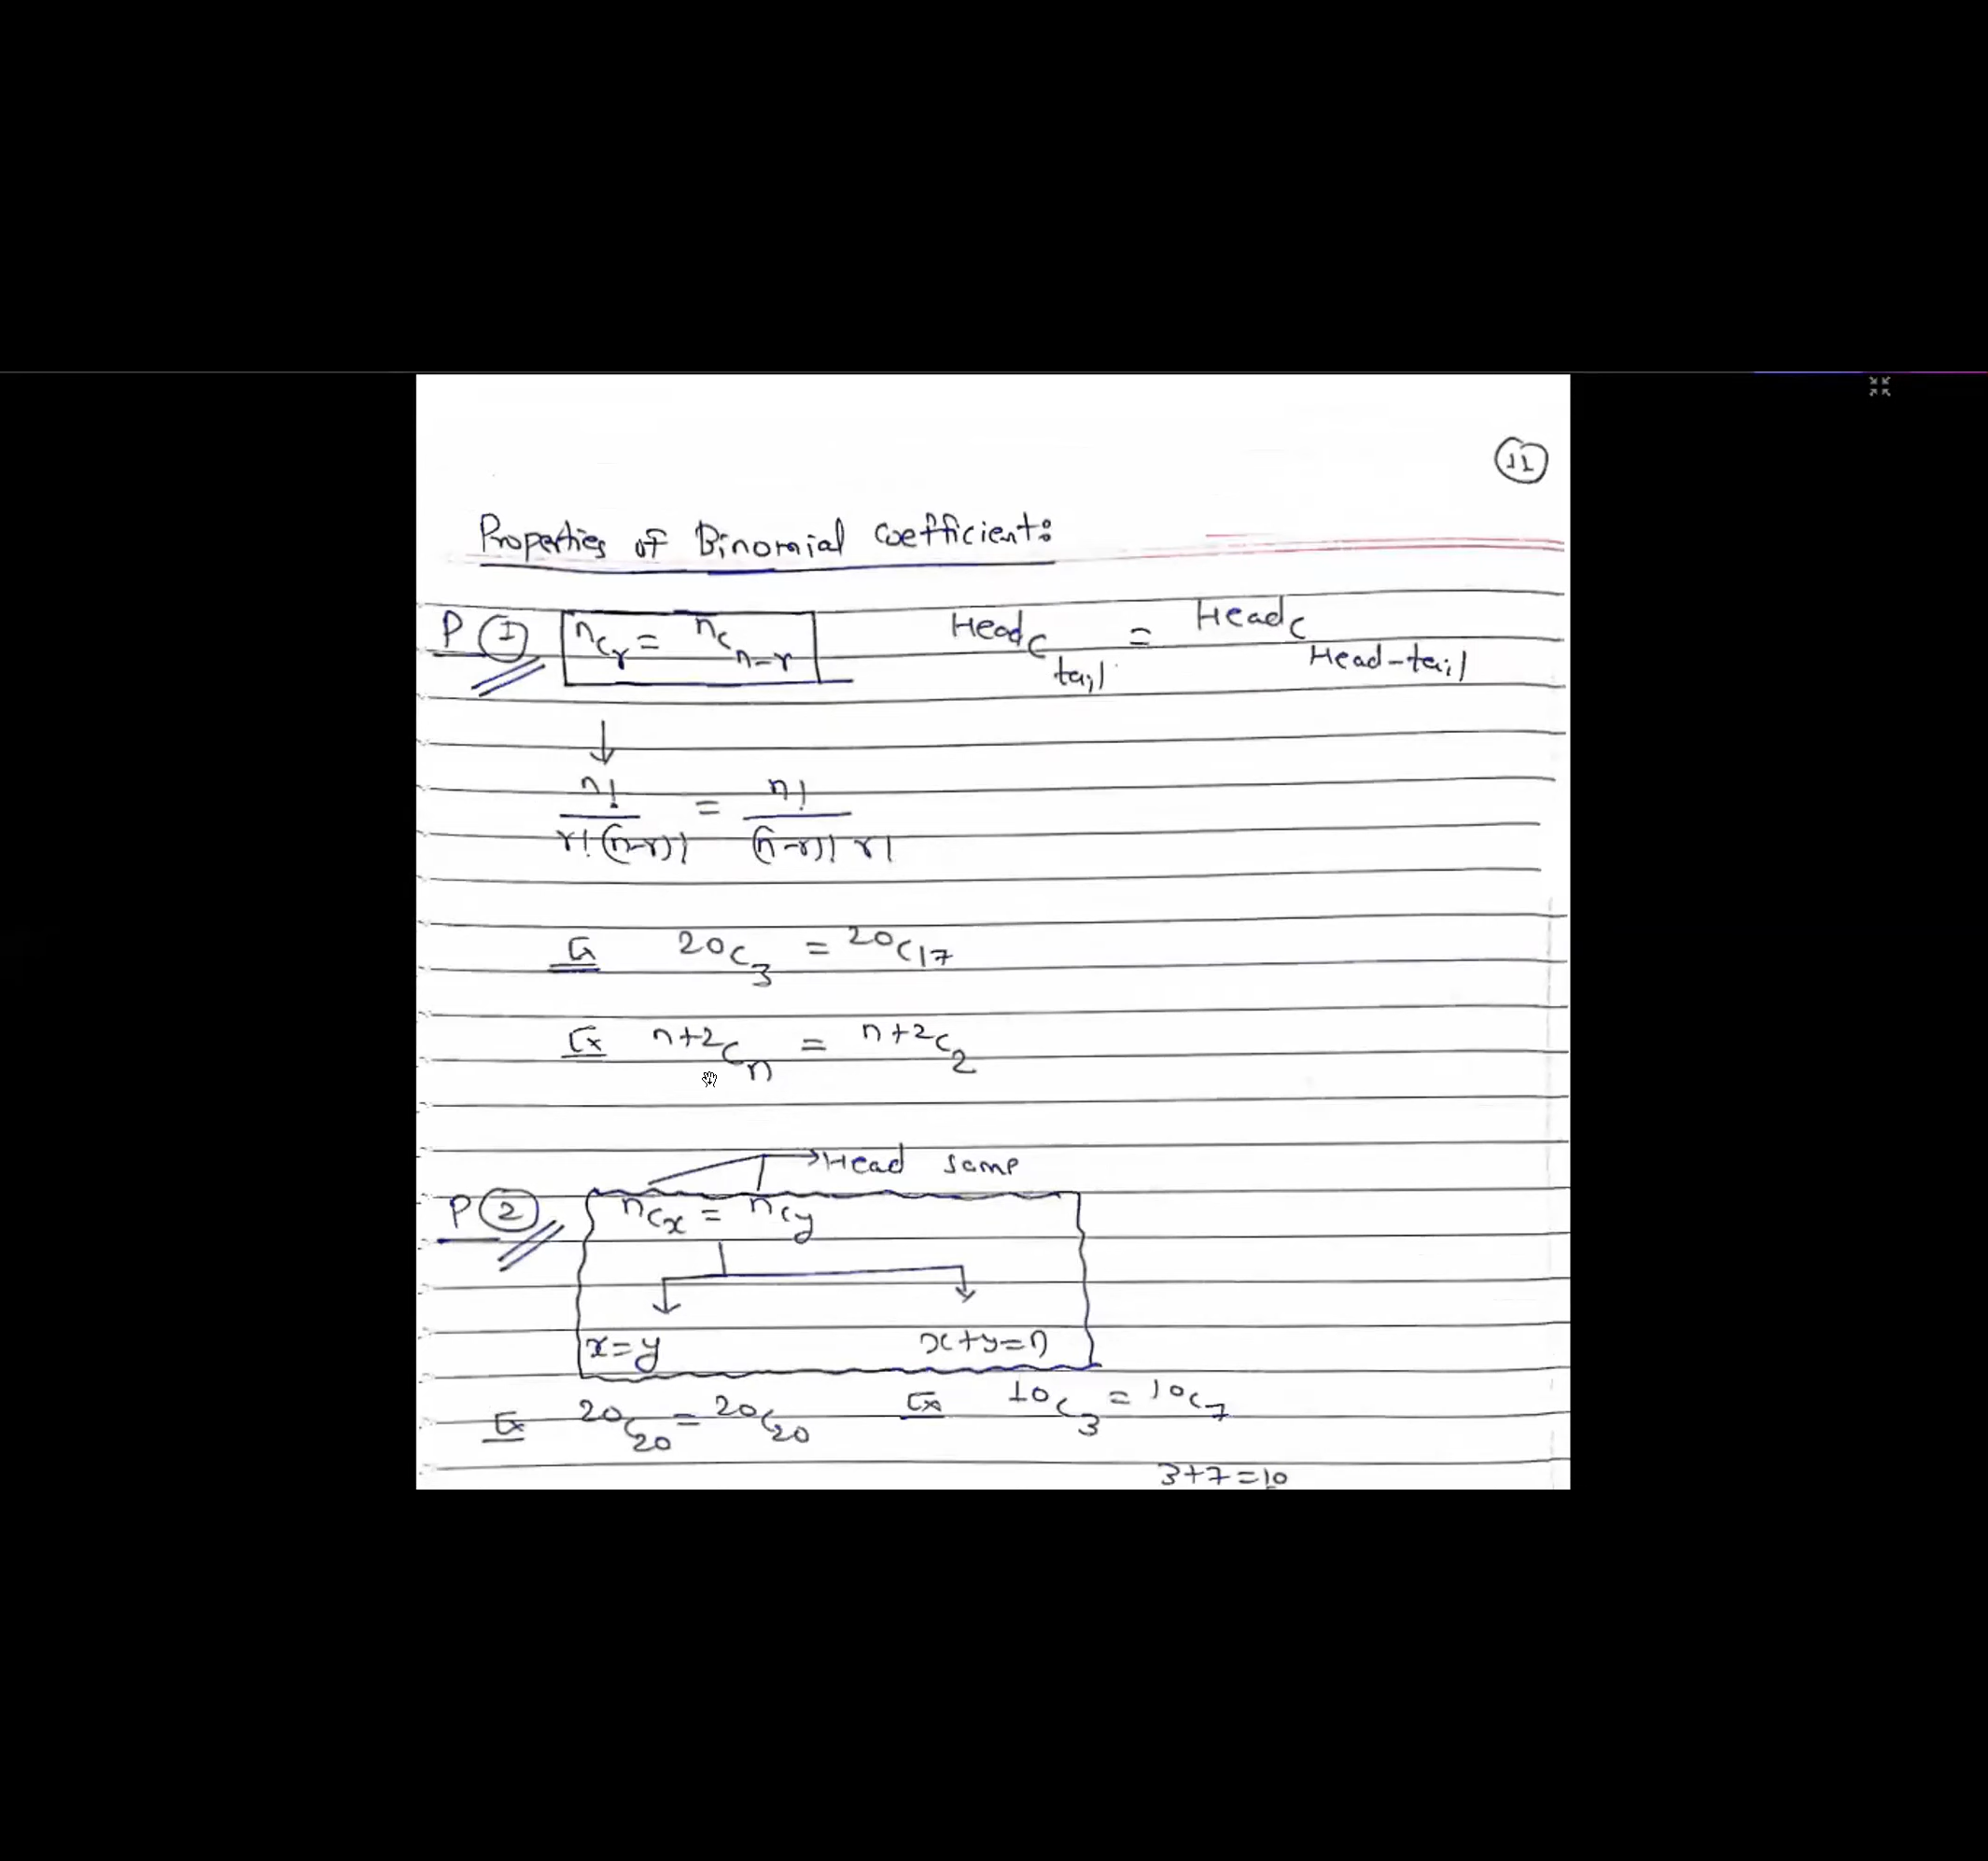 11
Properties of Binomial coefficient:
P ① nCr = nCn-r Head C tail = Head C Head-tail
↓
n! / r!(n-r)! = n! / (n-r)! r!
Ex 20C3 = 20C17
Ex n+2Cn = n+2C2
→Head same
P ② nCx = nCy
x=y x+y=n
Ex 20C20 = 20C20 Ex 10C3 = 10C7
3+7=10